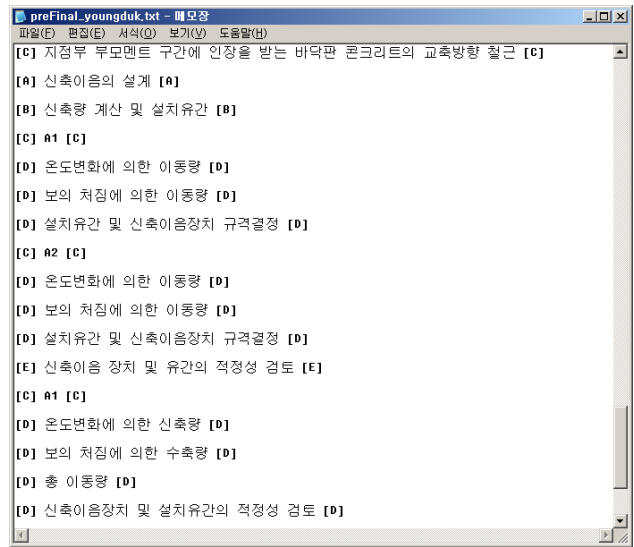 preFinal_youngduk.txt - 메모장
파일(F) 편집(E) 서식(O) 보기(V) 도움말(H)
[C] 지점부 부모멘트 구간에 인장을 받는 바닥판 콘크리트의 교축방향 철근 [C]
[A] 신축이음의 설계 [A]
[B] 신축량 계산 및 설치유간 [B]
[C] A1 [C]
[D] 온도변화에 의한 이동량 [D]
[D] 보의 처짐에 의한 이동량 [D]
[D] 설치유간 및 신축이음장치 규격결정 [D]
[C] A2 [C]
[D] 온도변화에 의한 이동량 [D]
[D] 보의 처짐에 의한 이동량 [D]
[D] 설치유간 및 신축이음장치 규격결정 [D]
[E] 신축이음 장치 및 유간의 적정성 검토 [E]
[C] A1 [C]
[D] 온도변화에 의한 신축량 [D]
[D] 보의 처짐에 의한 수축량 [D]
[D] 총 이동량 [D]
[D] 신축이음장치 및 설치유간의 적정성 검토 [D]